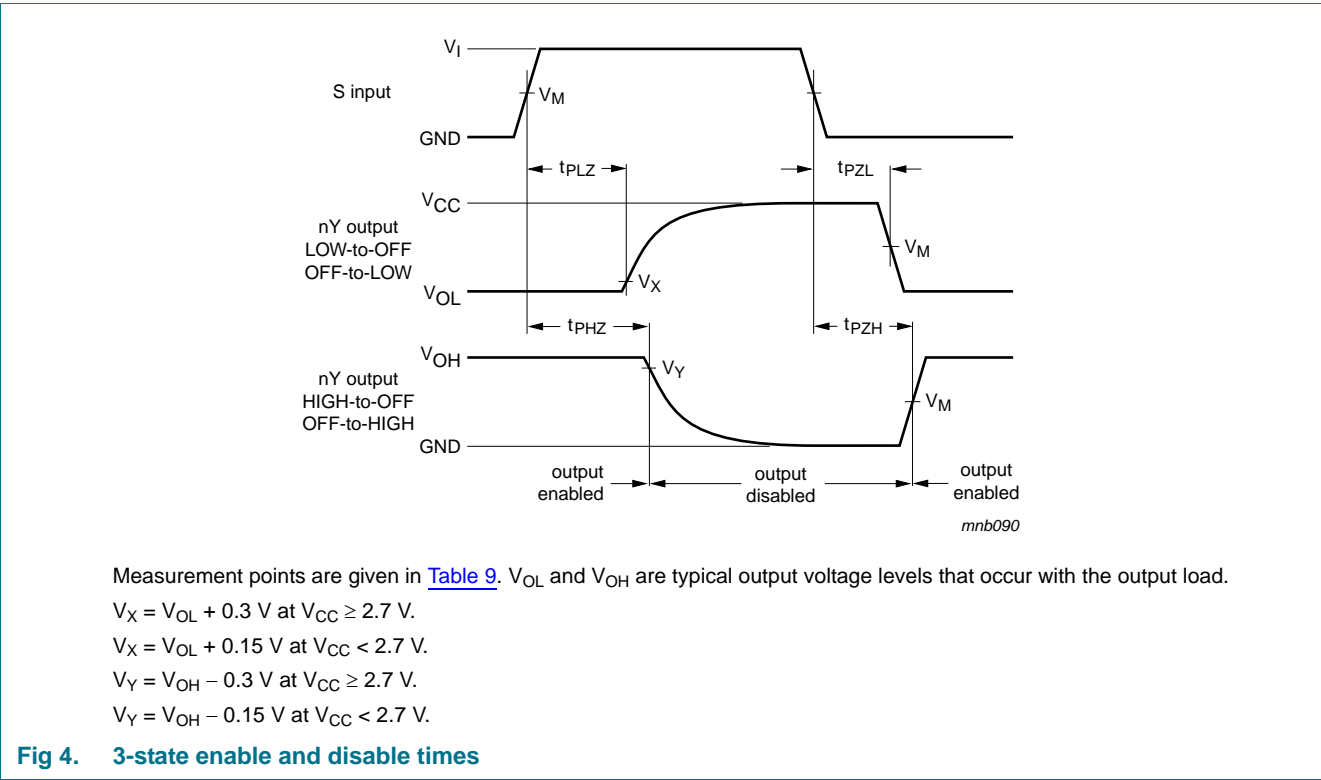 VI
S input
VM
GND
tPLZ
tPZL
VCC
nY output
LOW-to-OFF
OFF-to-LOW
VM
VX
VOL
tPHZ
tPZH
VOH
VY
nY output
HIGH-to-OFF
OFF-to-HIGH
VM
GND
output
enabled
output
disabled
output
enabled
mnb090
Measurement points are given in Table 9. VOL and VOH are typical output voltage levels that occur with the output load.
VX = VOL + 0.3 V at VCC ≥ 2.7 V.
VX = VOL + 0.15 V at VCC < 2.7 V.
VY = VOH − 0.3 V at VCC ≥ 2.7 V.
VY = VOH − 0.15 V at VCC < 2.7 V.
Fig 4. 3-state enable and disable times